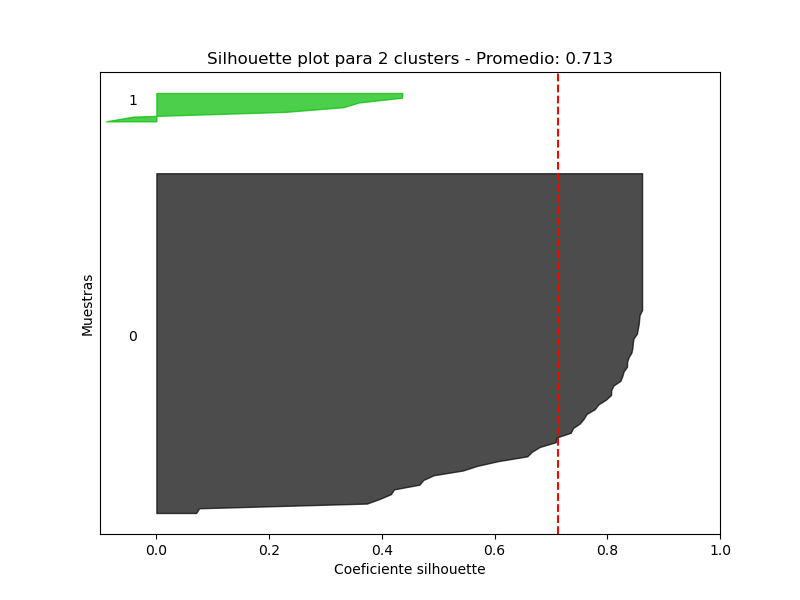 Silhouette plot para 2 clusters - Promedio: 0.713
1
0
Muestras
0.0 0.2 0.4 0.6 0.8 1.0
Coeficiente silhouette